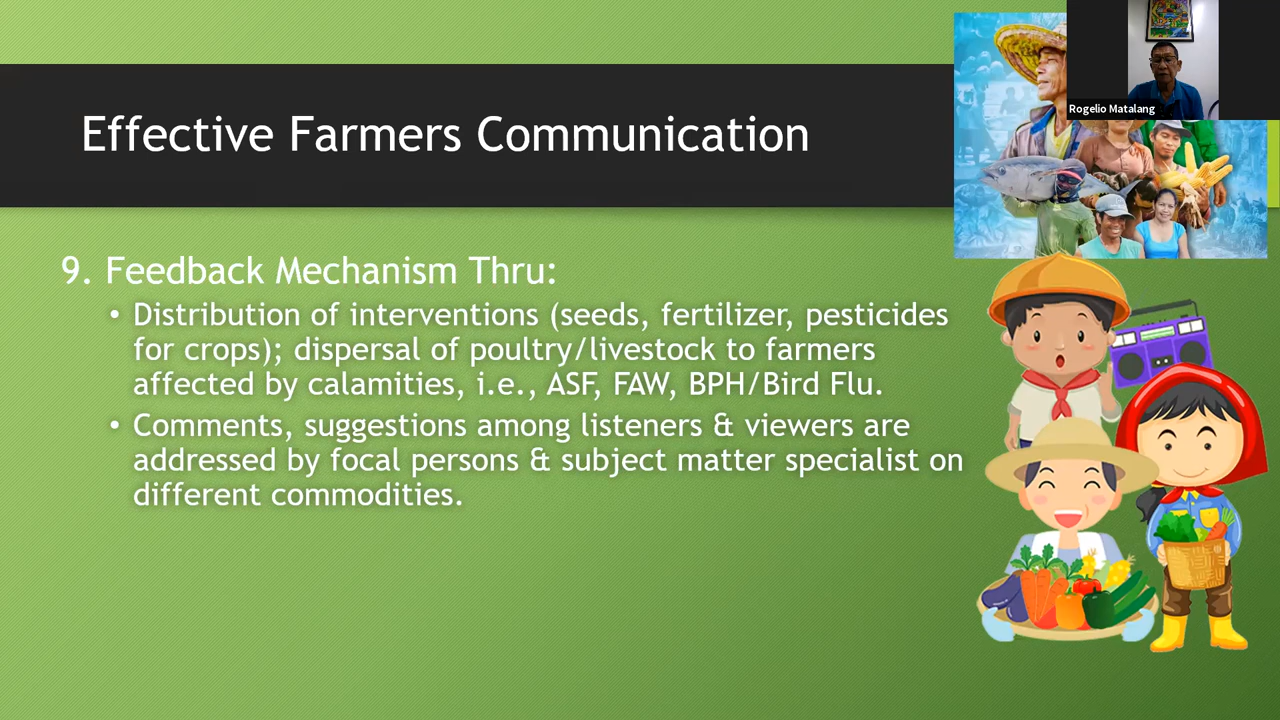 Effective Farmers Communication
Rogelio Matalang
9. Feedback Mechanism Thru:
• Distribution of interventions (seeds, fertilizer, pesticides
for crops); dispersal of poultry/livestock to farmers
affected by calamities, i.e., ASF, FAW, BPH/Bird Flu.
• Comments, suggestions among listeners & viewers are
addressed by focal persons & subject matter specialist on
different commodities.